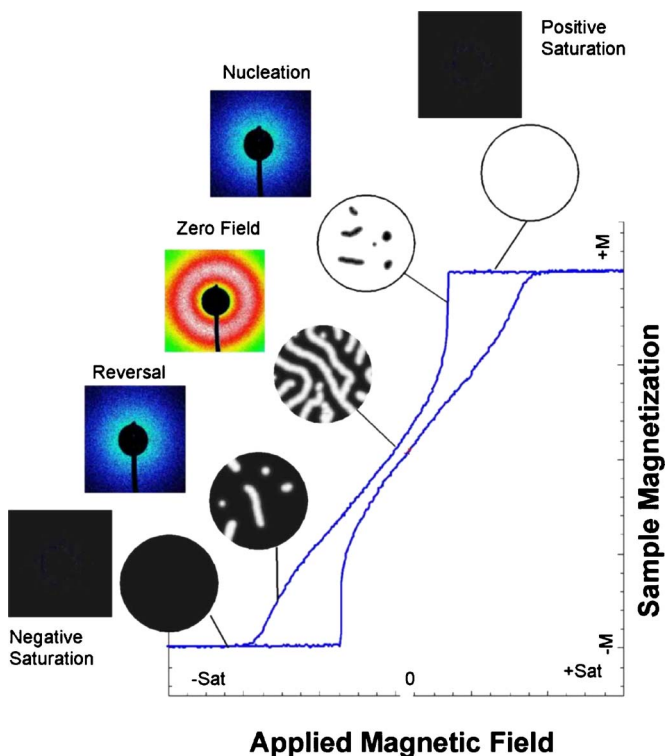 Positive
Saturation
Nucleation
Zero Field
Reversal
Negative
Saturation
+M
Sample Magnetization
-M
-Sat
0
+Sat
Applied Magnetic Field